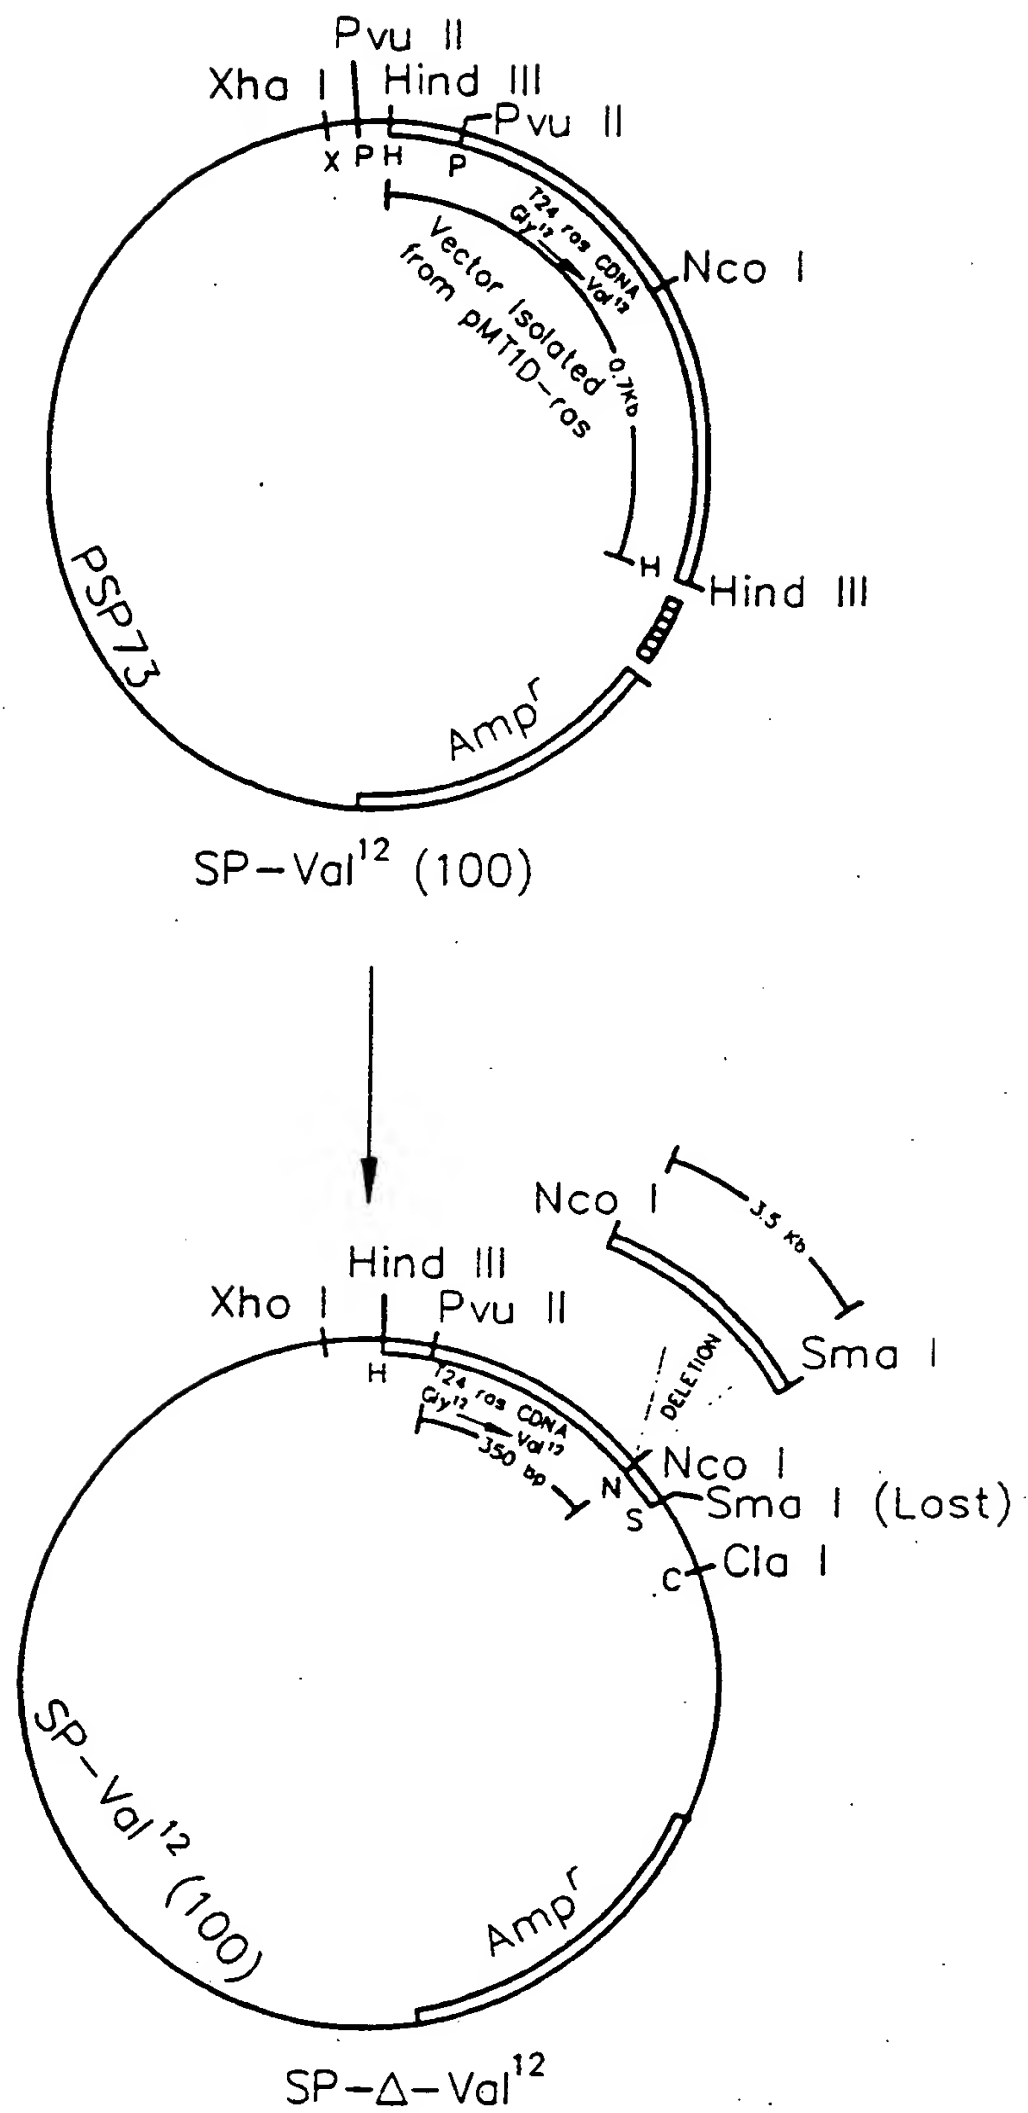 Pvu II
Xha I
Hind III
Pvu II
X P H
P
T24 ras CDNA
Gly¹² → Val¹²
Nco I
Vector Isolated
from pMT1D-ras
0.7Kb
H
Hind III
PSP73
Ampʳ
SP-Val¹² (100)
Nco I
3.5 Kb
Sma I
DELETION
Hind III
Xho I
Pvu II
H
T24 ras CDNA
Gly¹² → Val¹²
350 bp
N
Nco I
S
Sma I (Lost)
C
Cla I
SP-Val¹² (100)
Ampʳ
SP-Δ-Val¹²